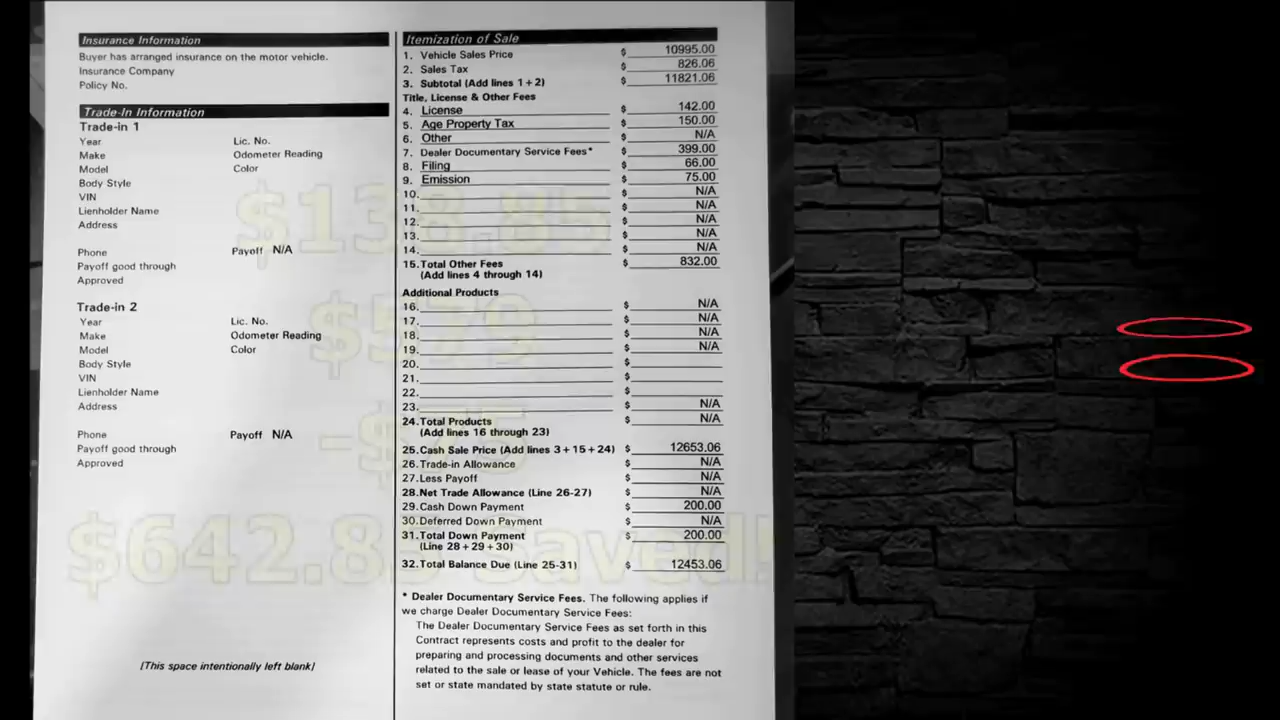 Insurance Information
Buyer has arranged insurance on the motor vehicle.
Insurance Company
Policy No.
Trade-In Information
Trade-in 1
Year Lic. No.
Make Odometer Reading
Model Color
Body Style
VIN
Lienholder Name
Address
Phone Payoff N/A
Payoff good through
Approved
Trade-in 2
Year Lic. No.
Make Odometer Reading
Model Color
Body Style
VIN
Lienholder Name
Address
Phone Payoff N/A
Payoff good through
Approved
(This space intentionally left blank)
Itemization of Sale
1. Vehicle Sales Price $ 10995.00
2. Sales Tax $ 826.06
3. Subtotal (Add lines 1+2) $ 11821.06
Title, License & Other Fees
4. License $ 142.00
5. Age Property Tax $ 150.00
6. Other $ N/A
7. Dealer Documentary Service Fees* $ 399.00
8. Filing $ 66.00
9. Emission $ 75.00
10. $ N/A
11. $ N/A
12. $ N/A
13. $ N/A
14. $ N/A
15. Total Other Fees $ 832.00
(Add lines 4 through 14)
Additional Products
16. $ N/A
17. $ N/A
18. $ N/A
19. $ N/A
20. $
21. $
22. $
23. $ N/A
24. Total Products $ N/A
(Add lines 16 through 23)
25. Cash Sale Price (Add lines 3+15+24) $ 12653.06
26. Trade-in Allowance $ N/A
27. Less Payoff $ N/A
28. Net Trade Allowance (Line 26-27) $ N/A
29. Cash Down Payment $ 200.00
30. Deferred Down Payment $ N/A
31. Total Down Payment $ 200.00
(Line 28+29+30)
32. Total Balance Due (Line 25-31) $ 12453.06
* Dealer Documentary Service Fees. The following applies if
we charge Dealer Documentary Service Fees:
The Dealer Documentary Service Fees as set forth in this
Contract represents costs and profit to the dealer for
preparing and processing documents and other services
related to the sale or lease of your Vehicle. The fees are not
set or state mandated by state statute or rule.
$138.85
$579
-$75
$642.85 Saved!